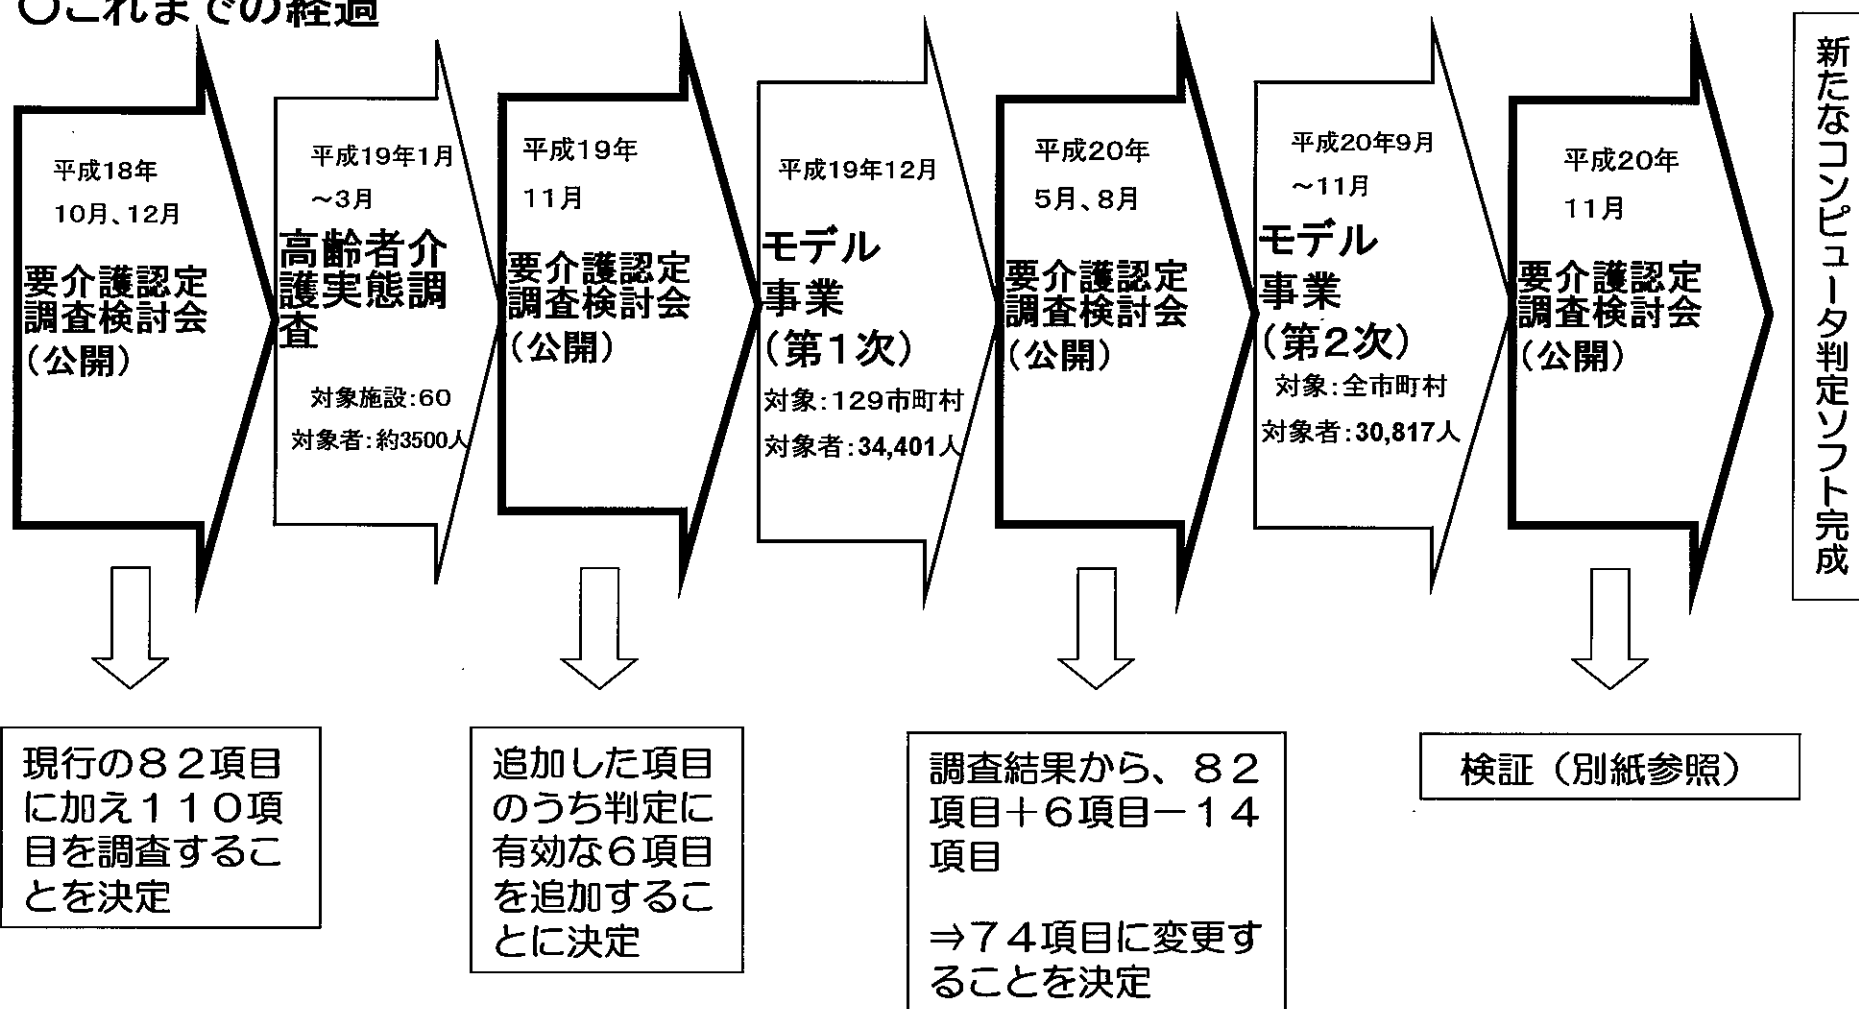 〇これまでの経過
平成18年
10月、12月
要介護認定
調査検討会
(公開)
平成19年1月
～3月
高齢者介
護実態調
査
対象施設:60
対象者:約3500人
平成19年
11月
要介護認定
調査検討会
(公開)
平成19年12月
モデル
事業
(第1次)
対象:129市町村
対象者:34,401人
平成20年
5月、8月
要介護認定
調査検討会
(公開)
平成20年9月
～11月
モデル
事業
(第2次)
対象:全市町村
対象者:30,817人
平成20年
11月
要介護認定
調査検討会
(公開)
新たなコンピュータ判定ソフト完成
現行の８２項目
に加え１１０項
目を調査するこ
とを決定
追加した項目
のうち判定に
有効な６項目
を追加するこ
とに決定
調査結果から、８２
項目＋６項目－１４
項目
⇒７４項目に変更す
ることを決定
検証（別紙参照）